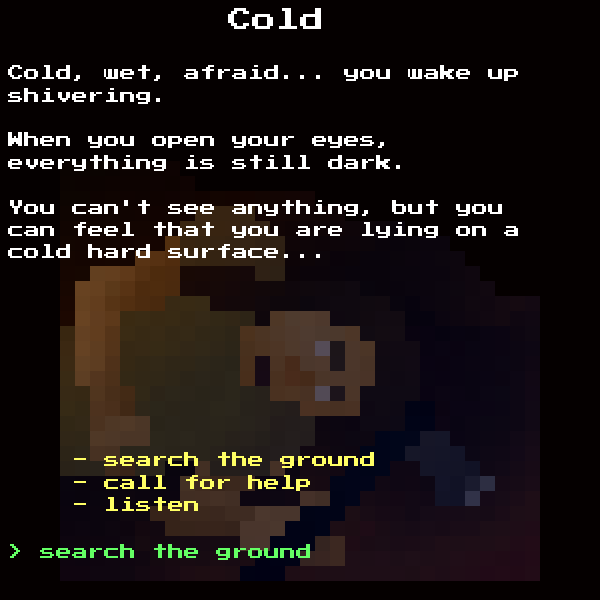 Cold
Cold, wet, afraid... you wake up
shivering.
When you open your eyes,
everything is still dark.
You can't see anything, but you
can feel that you are lying on a
cold hard surface...
- search the ground
- call for help
- listen
> search the ground